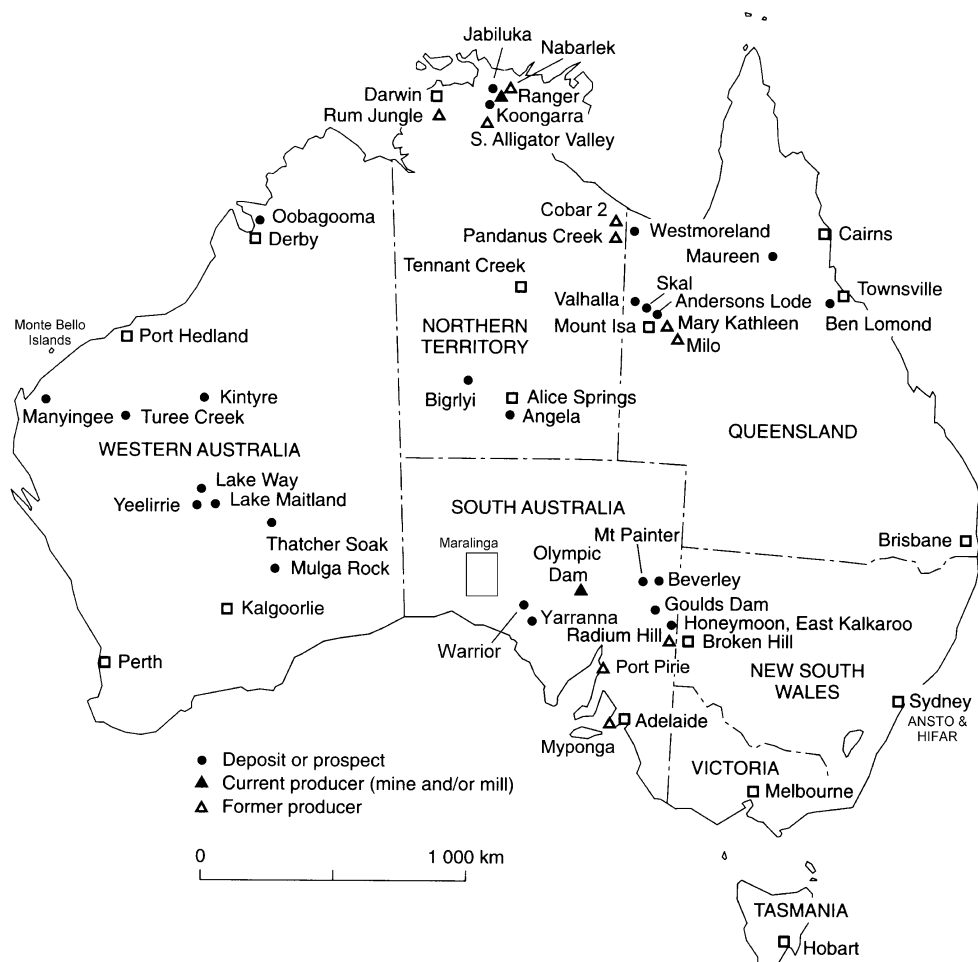 Jabiluka
Nabarlek
Darwin
Ranger
Rum Jungle
Koongarra
S. Alligator Valley
Oobagooma
Derby
Cobar 2
Pandanus Creek
Westmoreland
Cairns
Maureen
Tennant Creek
Skal
Townsville
Valhalla
Andersons Lode
Mount Isa
Mary Kathleen
Ben Lomond
Milo
Monte Bello
Islands
Port Hedland
NORTHERN
TERRITORY
Kintyre
Bigrlyi
Alice Springs
Manyingee
Turee Creek
Angela
WESTERN AUSTRALIA
QUEENSLAND
Lake Way
Yeelirrie
Lake Maitland
SOUTH AUSTRALIA
Thatcher Soak
Mt Painter
Brisbane
Maralinga
Olympic
Dam
Mulga Rock
Beverley
Kalgoorlie
Goulds Dam
Yarranna
Honeymoon, East Kalkaroo
Radium Hill
Broken Hill
Warrior
Perth
Port Pirie
NEW SOUTH
WALES
Sydney
ANSTO &
HIFAR
Adelaide
Myponga
VICTORIA
Melbourne
Deposit or prospect
Current producer (mine and/or mill)
Former producer
0
1 000 km
TASMANIA
Hobart